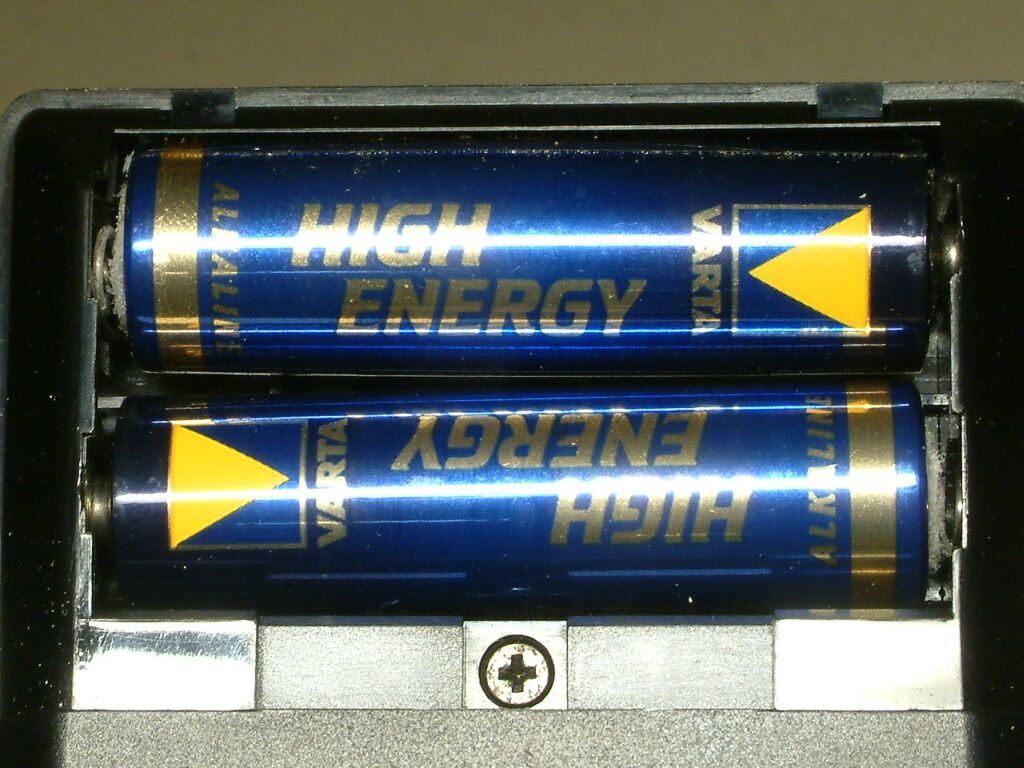 ALKALINE
HIGH
ENERGY
VARTA
VARTA
HIGH
ENERGY
ALKALINE